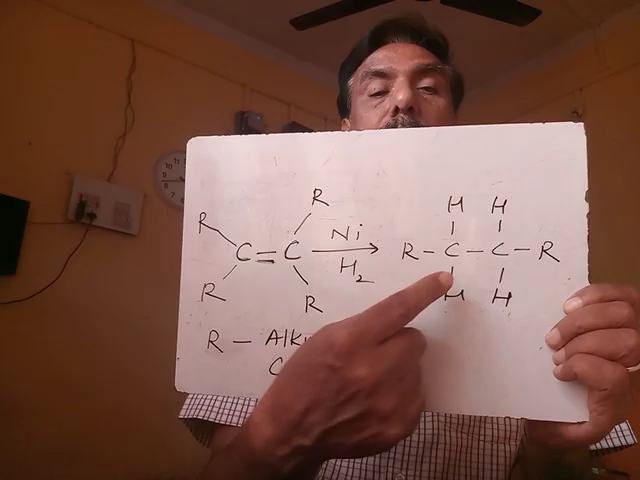 R R H H
C = C Ni R - C - C - R
H2
R R H H
R - Alk
C